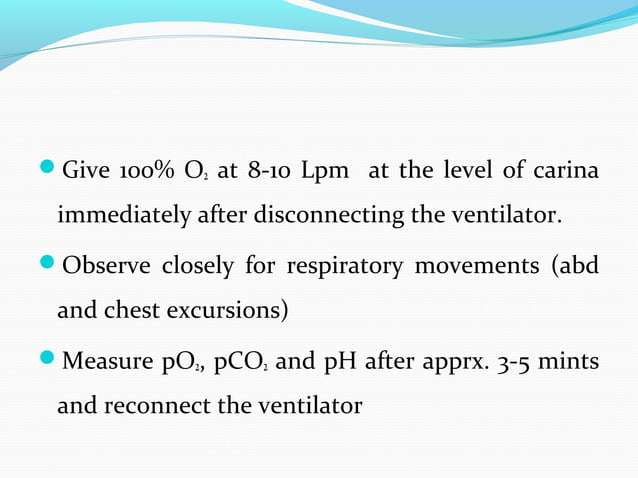 Give 100% O₂ at 8-10 Lpm at the level of carina
immediately after disconnecting the ventilator.
Observe closely for respiratory movements (abd
and chest excursions)
Measure pO₂, pCO₂ and pH after apprx. 3-5 mints
and reconnect the ventilator